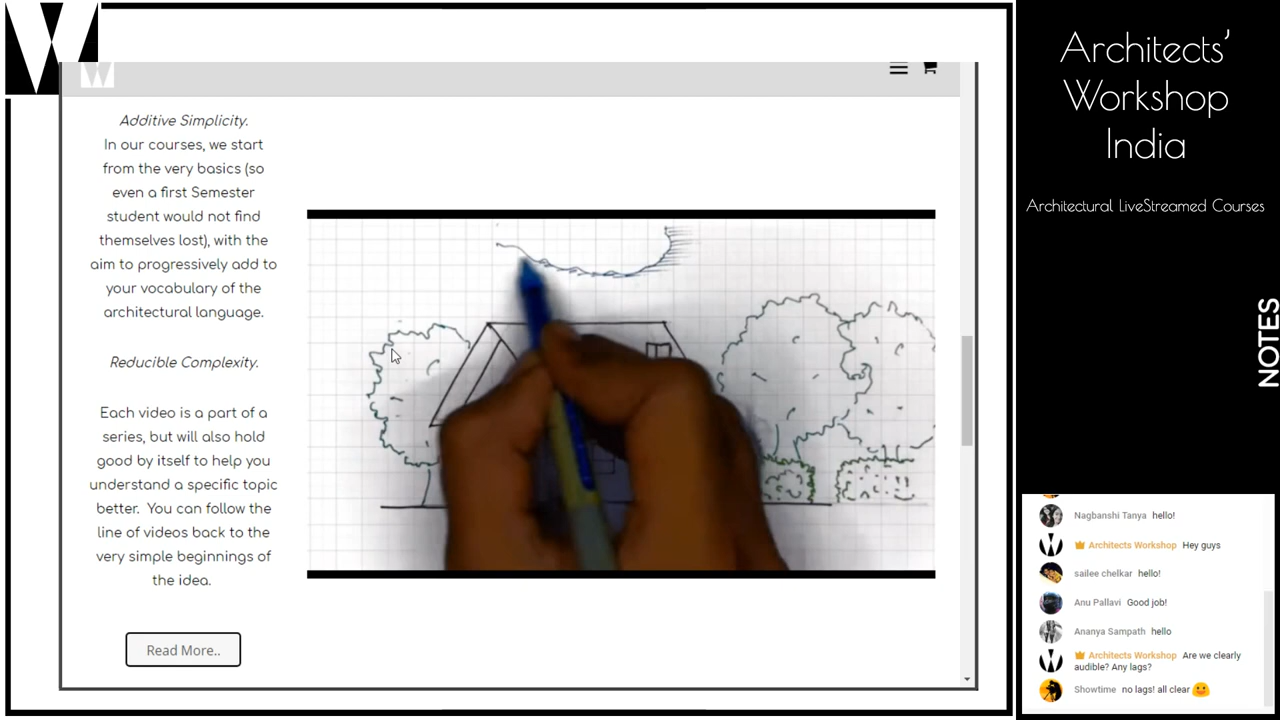 Additive Simplicity.
In our courses, we start
from the very basics (so
even a first Semester
student would not find
themselves lost), with the
aim to progressively add to
your vocabulary of the
architectural language.
Reducible Complexity.
Each video is a part of a
series, but will also hold
good by itself to help you
understand a specific topic
better. You can follow the
line of videos back to the
very simple beginnings of
the idea.
Read More..
Architects'
Workshop
India
Architectural LiveStreamed Courses
NOTES
Nagbanshi Tanya hello!
Architects Workshop Hey guys
sailee chelkar hello!
Anu Pallavi Good job!
Ananya Sampath hello
Architects Workshop Are we clearly
audible? Any lags?
Showtime no lags! all clear